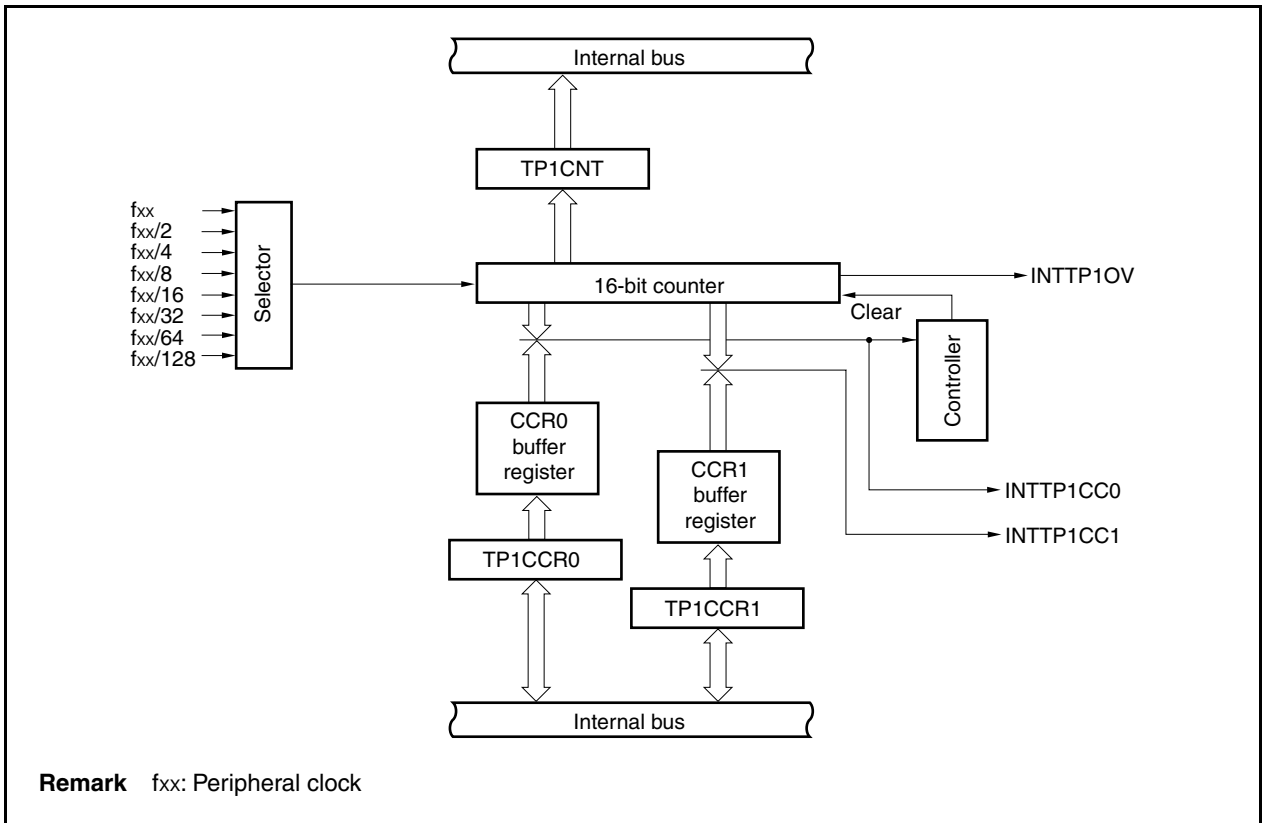 Internal bus
TP1CNT
fxx
fxx/2
fxx/4
fxx/8
fxx/16
fxx/32
fxx/64
fxx/128
Selector
16-bit counter
INTTP1OV
Clear
Controller
CCR0
buffer
register
CCR1
buffer
register
INTTP1CC0
INTTP1CC1
TP1CCR0
TP1CCR1
Internal bus
Remark fxx: Peripheral clock